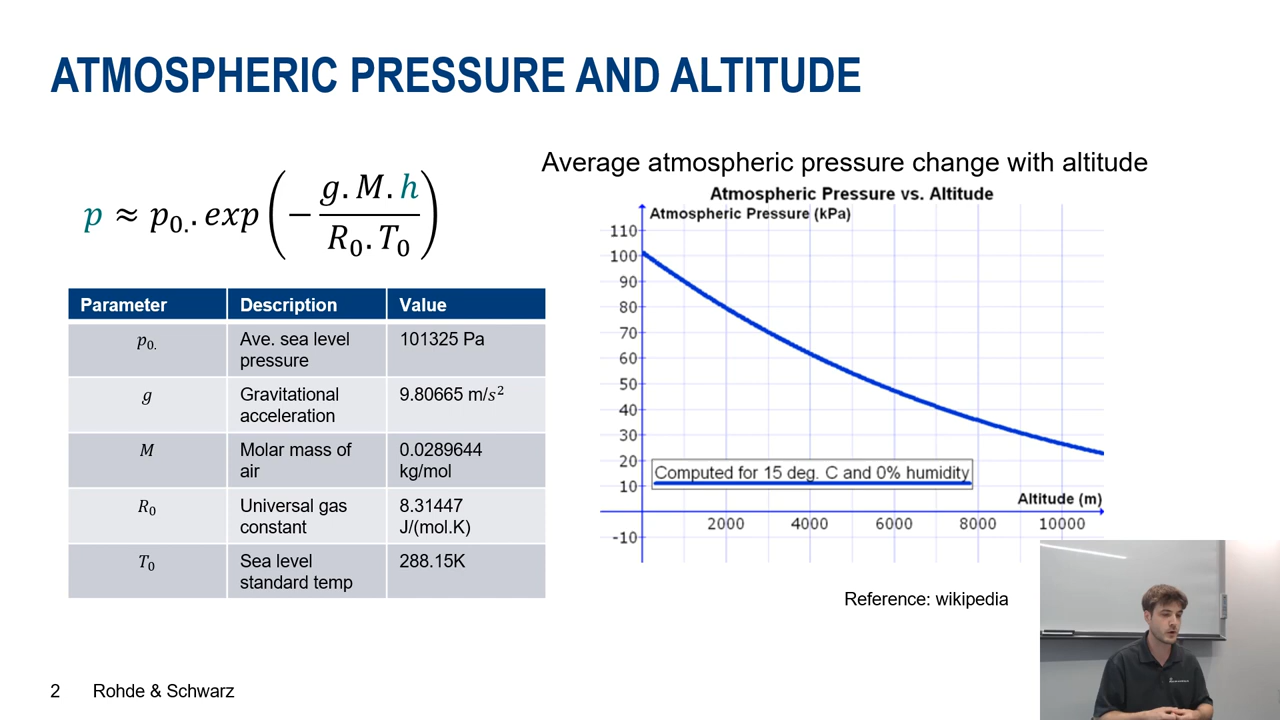 ATMOSPHERIC PRESSURE AND ALTITUDE
p ≈ p₀.. exp(− g.M.h / R₀.T₀)
Parameter Description Value
p₀. Ave. sea level pressure 101325 Pa
g Gravitational acceleration 9.80665 m/s²
M Molar mass of air 0.0289644 kg/mol
R₀ Universal gas constant 8.31447 J/(mol.K)
T₀ Sea level standard temp 288.15K
Average atmospheric pressure change with altitude
Atmospheric Pressure vs. Altitude
Atmospheric Pressure (kPa)
110
100
90
80
70
60
50
40
30
20
10
-10
Computed for 15 deg. C and 0% humidity
Altitude (m)
2000 4000 6000 8000 10000
Reference: wikipedia
2 Rohde & Schwarz